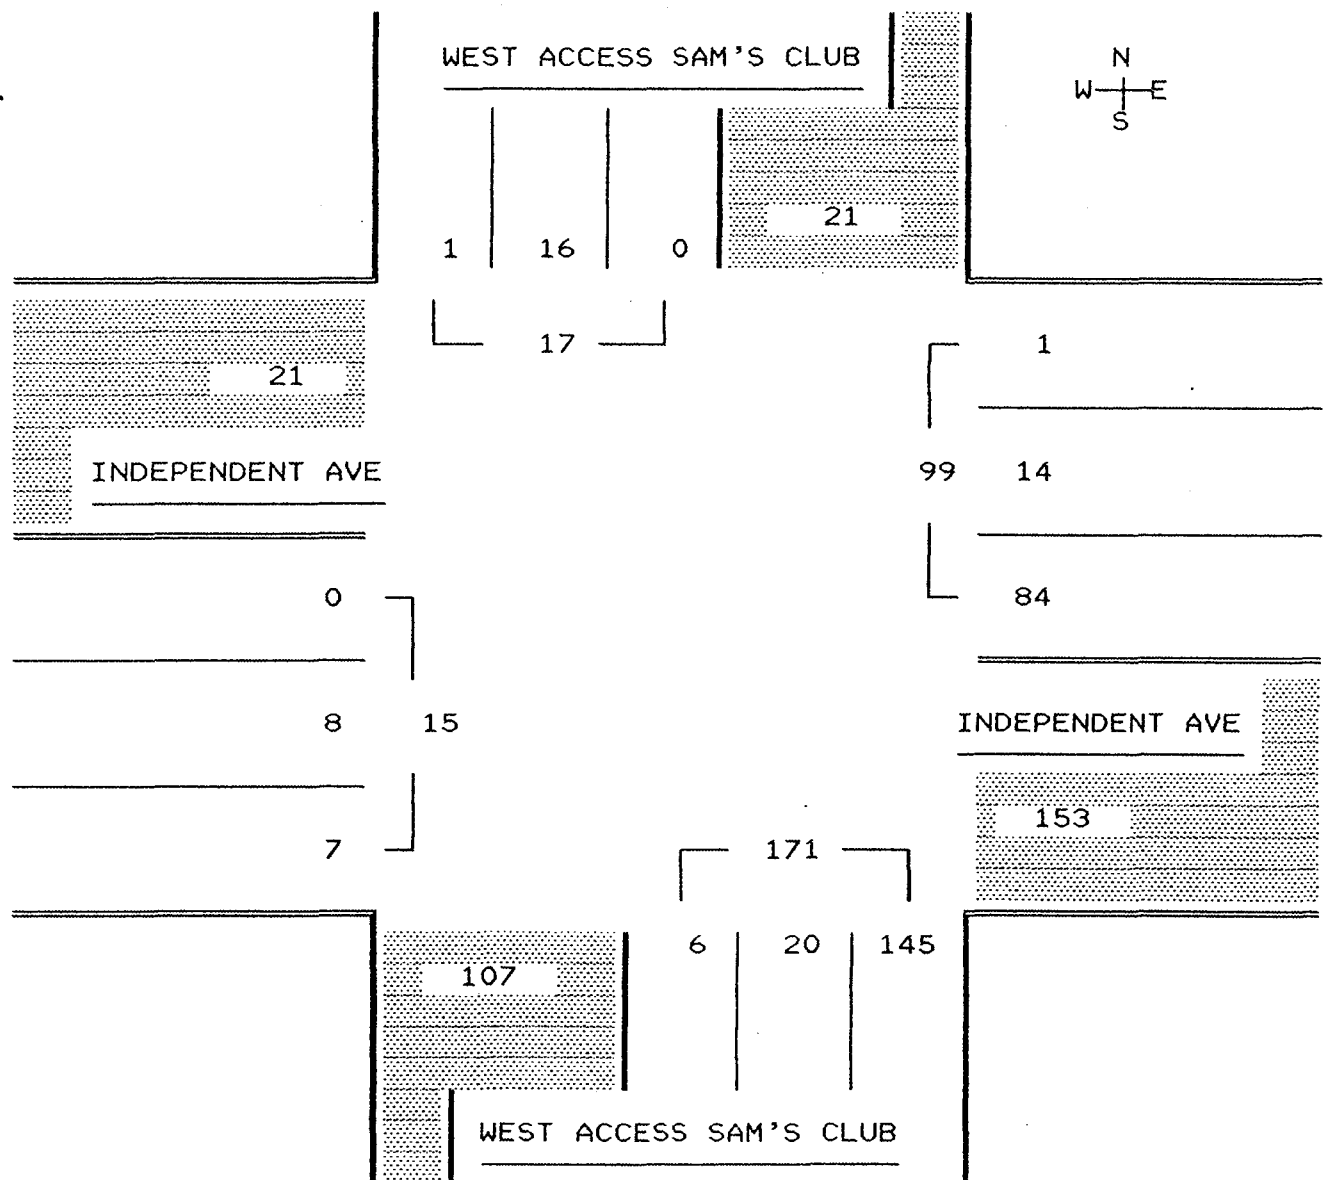 WEST ACCESS SAM'S CLUB
N
W E
S
21
1 16 0
17
1
21
INDEPENDENT AVE
99 14
0
84
8 15
INDEPENDENT AVE
153
7
171
6 20 145
107
WEST ACCESS SAM'S CLUB